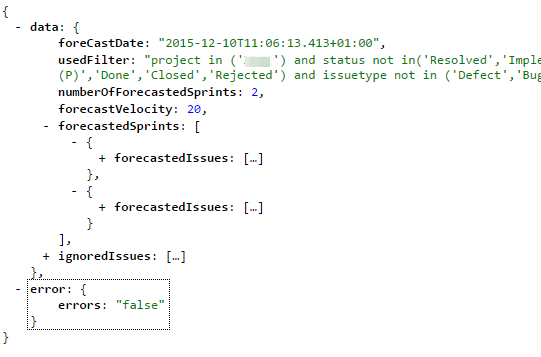 {
- data: {
foreCastDate: "2015-12-10T11:06:13.413+01:00",
usedFilter: "project in (' ') and status not in('Resolved','Imple
(P)','Done','Closed','Rejected') and issuetype not in ('Defect','Bug
numberOfForecastedSprints: 2,
forecastVelocity: 20,
- forecastedSprints: [
- {
+ forecastedIssues: […]
},
- {
+ forecastedIssues: […]
}
],
+ ignoredIssues: […]
},
- error: {
errors: "false"
}
}